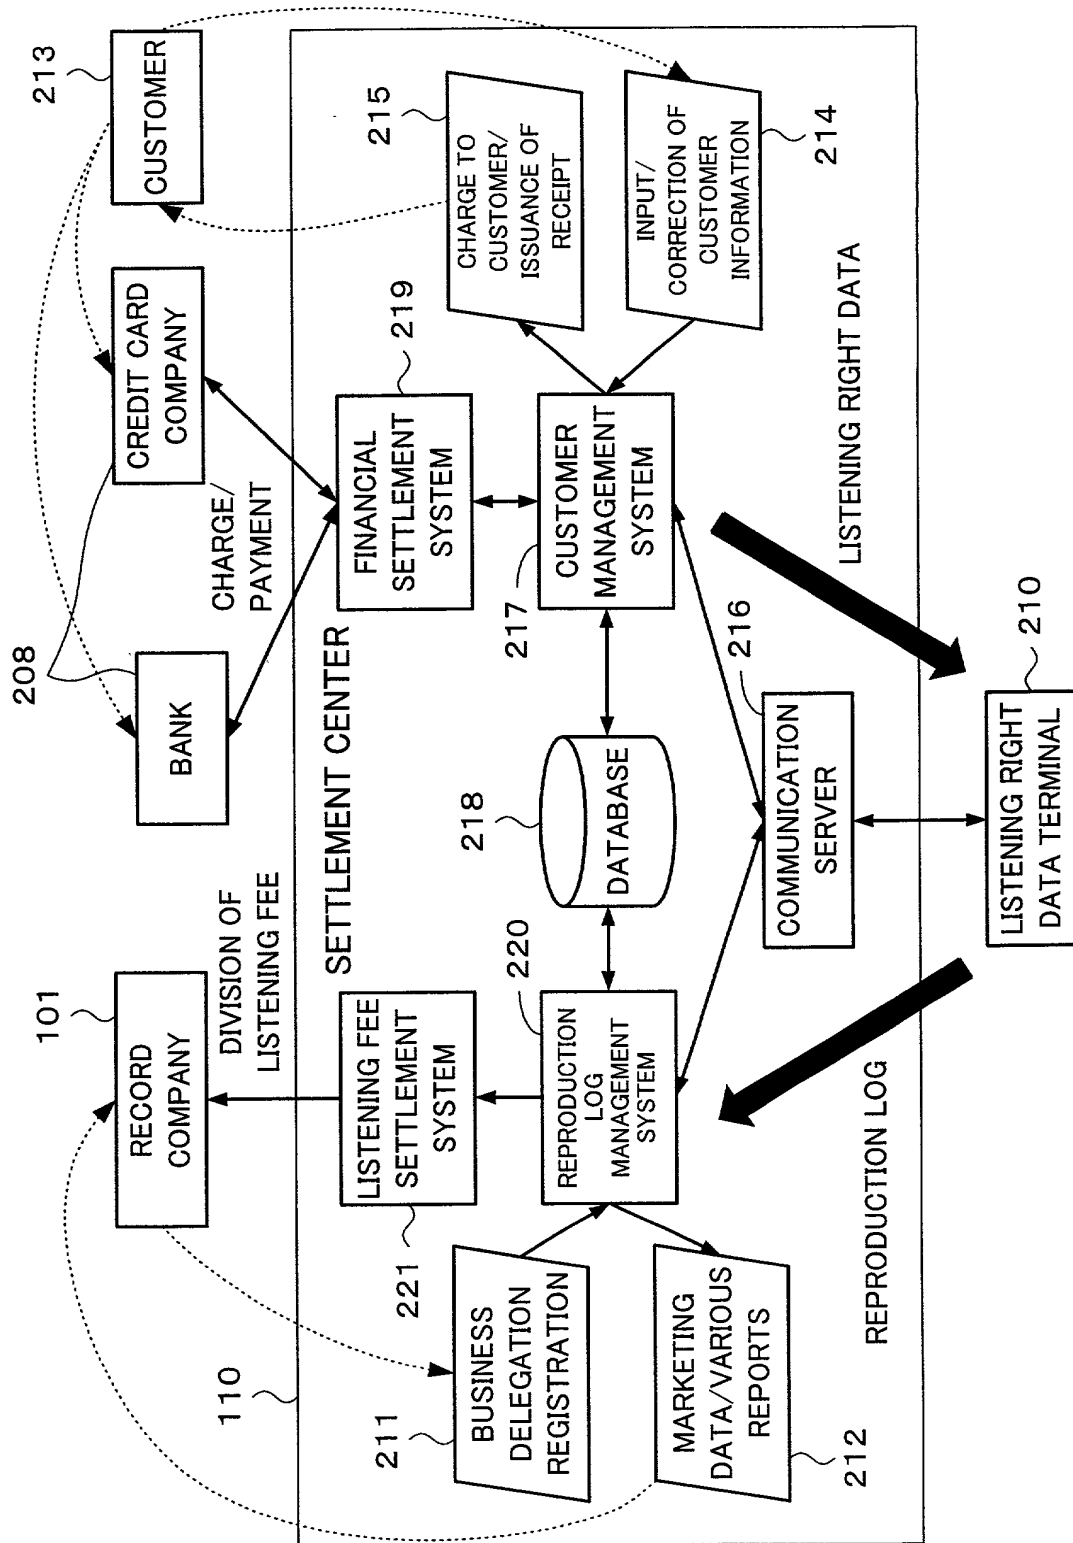 110
101
RECORD
COMPANY
DIVISION OF
LISTENING FEE
208
BANK
CREDIT CARD
COMPANY
CHARGE/
PAYMENT
213
CUSTOMER
SETTLEMENT CENTER
221
LISTENING FEE
SETTLEMENT
SYSTEM
FINANCIAL
SETTLEMENT
SYSTEM
219
211
BUSINESS
DELEGATION
REGISTRATION
220
REPRODUCTION
LOG
MANAGEMENT
SYSTEM
218
DATABASE
217
CUSTOMER
MANAGEMENT
SYSTEM
215
CHARGE TO
CUSTOMER/
ISSUANCE OF
RECEIPT
MARKETING
DATA/VARIOUS
REPORTS
212
INPUT/
CORRECTION OF
CUSTOMER
INFORMATION
214
216
COMMUNICATION
SERVER
REPRODUCTION LOG
LISTENING RIGHT DATA
210
LISTENING RIGHT
DATA TERMINAL